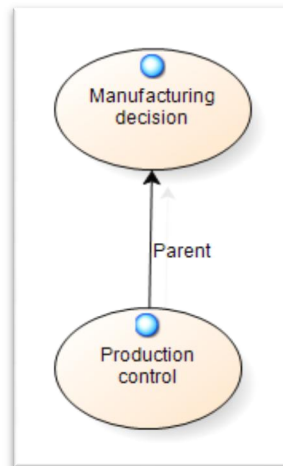 Manufacturing
decision
Parent
Production
control